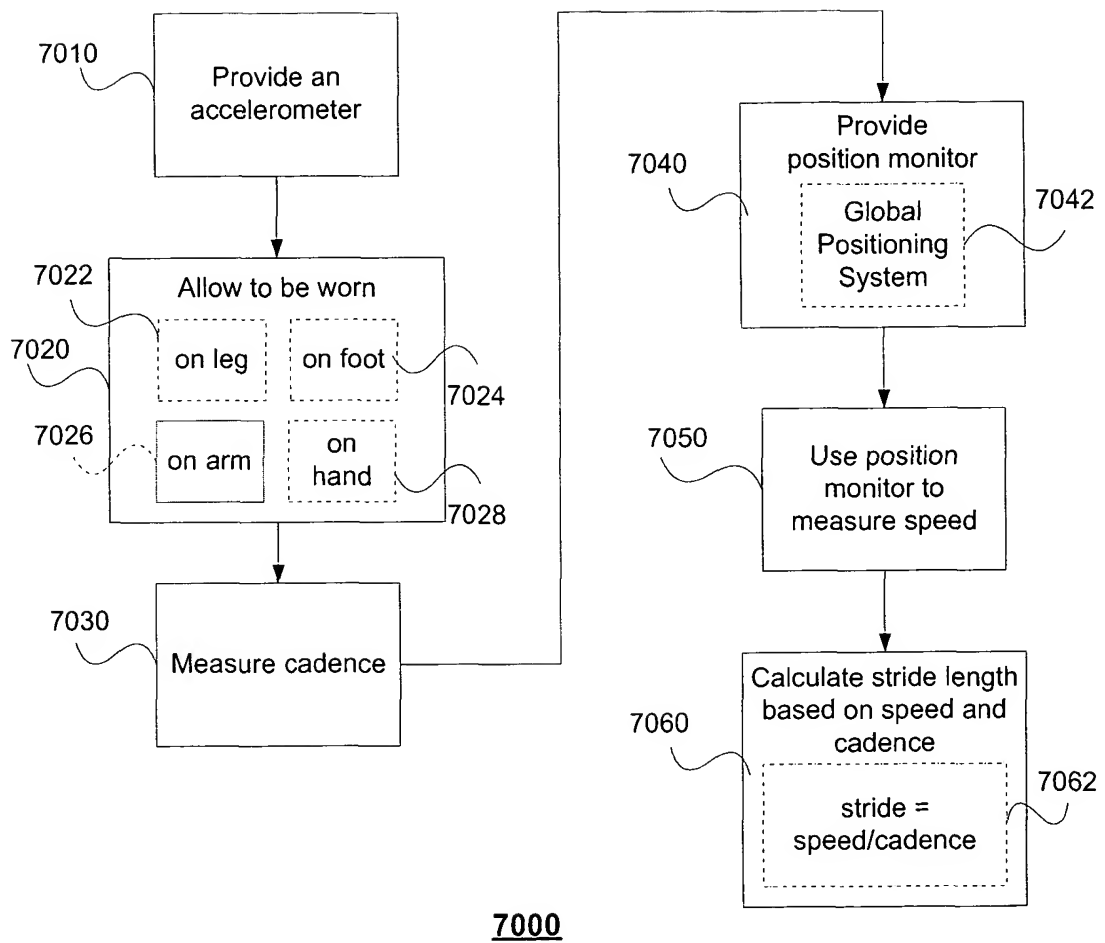 7010
Provide an
accelerometer
7020
Allow to be worn
7022
on leg
on foot
7024
7026
on arm
on
hand
7028
7030
Measure cadence
7040
Provide
position monitor
7042
Global
Positioning
System
7050
Use position
monitor to
measure speed
7060
Calculate stride length
based on speed and
cadence
7062
stride =
speed/cadence
7000